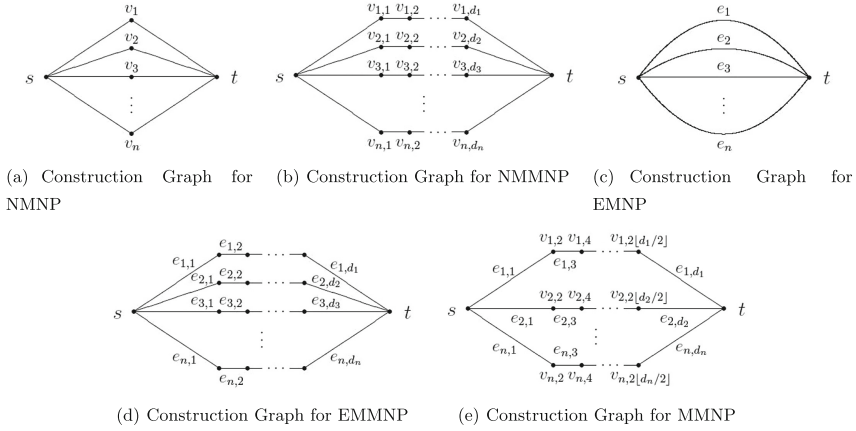 v₁
v₂
v₃
vₙ
s
t
⋮
(a) Construction Graph for
NMNP
v₁,₁ v₁,₂ ··· v₁,d₁
v₂,₁ v₂,₂ ··· v₂,d₂
v₃,₁ v₃,₂ ··· v₃,d₃
s
t
⋮
vₙ,₁ vₙ,₂ ··· vₙ,dₙ
(b) Construction Graph for NMMNP
e₁
e₂
e₃
s
t
⋮
eₙ
(c) Construction Graph for
EMNP
e₁,₁ e₁,₂ ··· e₁,d₁
e₂,₁ e₂,₂ ··· e₂,d₂
e₃,₁ e₃,₂ ··· e₃,d₃
s
t
⋮
eₙ,₁ eₙ,₂ ··· eₙ,dₙ
(d) Construction Graph for EMMNP
v₁,₂ v₁,₄ ··· v₁,₂⌊d₁/2⌋
e₁,₁ e₁,₃ e₁,d₁
v₂,₂ v₂,₄ ··· v₂,₂⌊d₂/2⌋
s
t
e₂,₁ e₂,₃ e₂,d₂
⋮
eₙ,₁ eₙ,₃ eₙ,dₙ
vₙ,₂ vₙ,₄ ··· vₙ,₂⌊dₙ/2⌋
(e) Construction Graph for MMNP